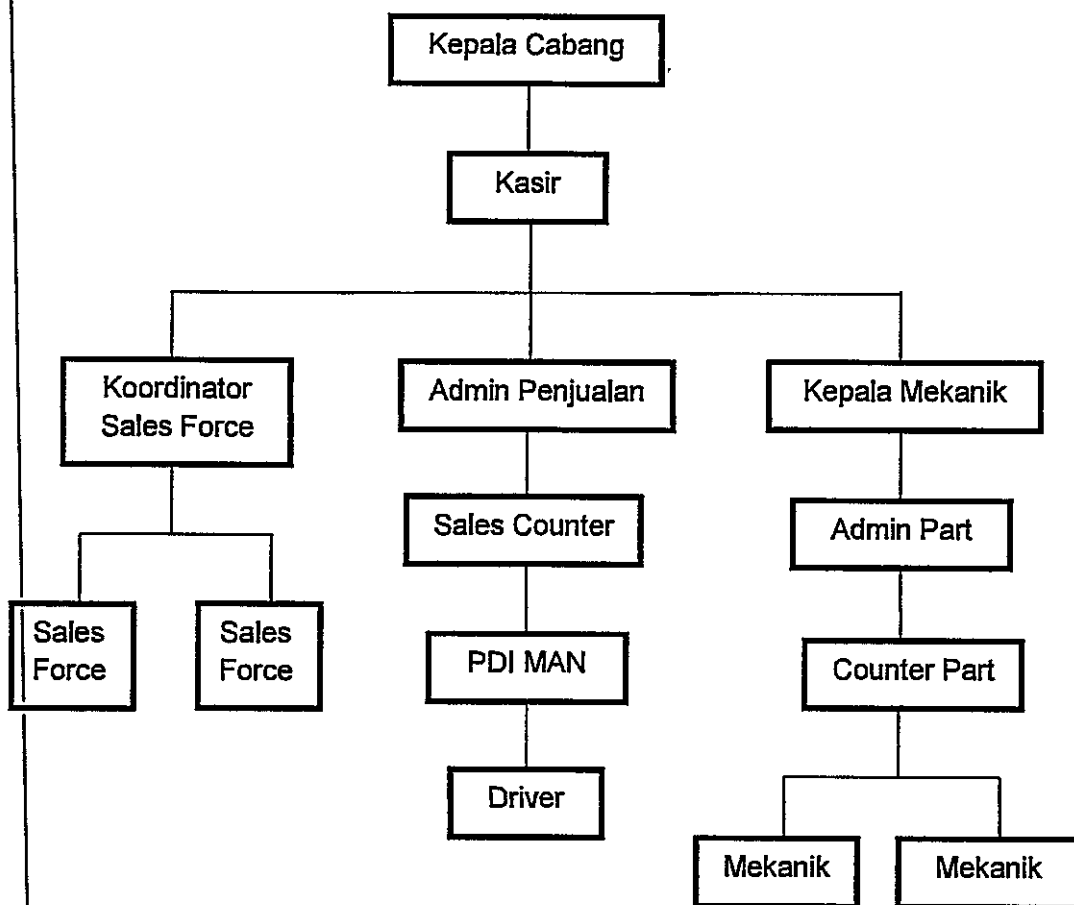 Kepala Cabang
Kasir
Koordinator
Sales Force
Admin Penjualan
Kepala Mekanik
Sales Counter
Admin Part
Sales
Force
Sales
Force
PDI MAN
Counter Part
Driver
Mekanik
Mekanik